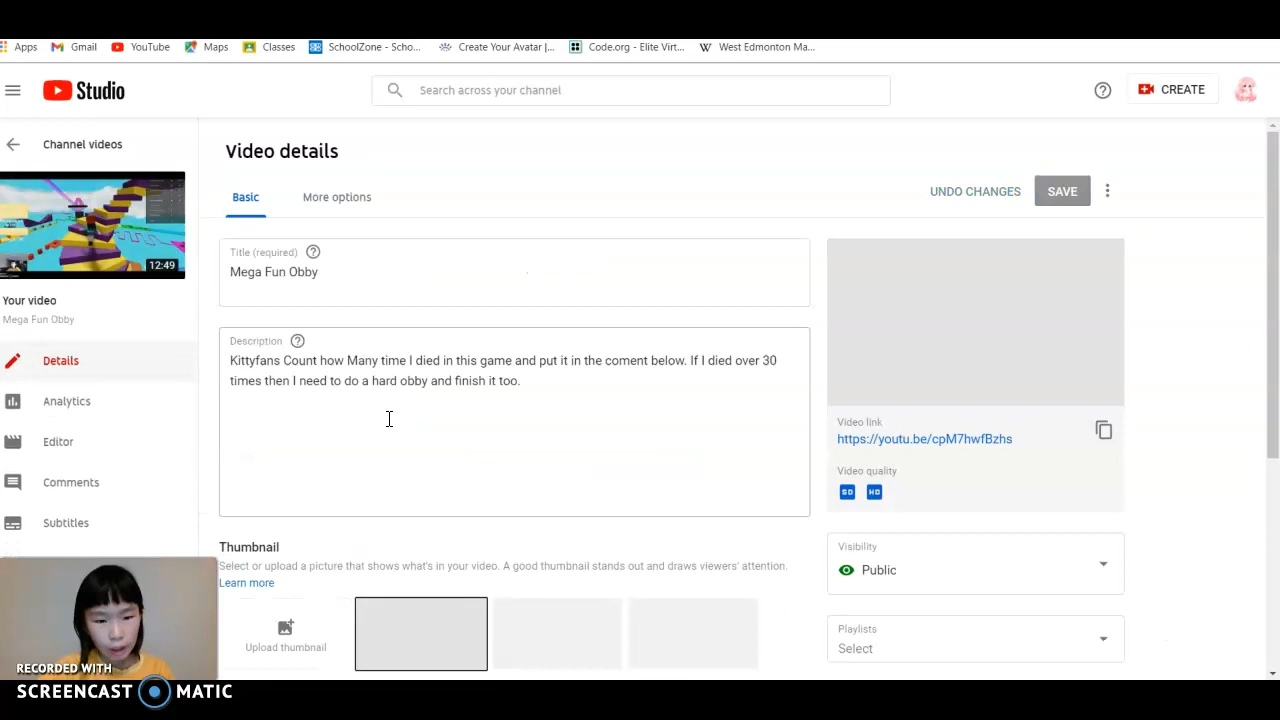 Apps Gmail YouTube Maps Classes SchoolZone - Scho... Create Your Avatar |... Code.org - Elite Virt... West Edmonton Ma...
Studio
Search across your channel
CREATE
Channel videos
Video details
Basic
More options
UNDO CHANGES
SAVE
12:49
Your video
Mega Fun Obby
Title (required)
Mega Fun Obby
Description
Kittyfans Count how Many time I died in this game and put it in the coment below. If I died over 30
times then I need to do a hard obby and finish it too.
Details
Analytics
Editor
Comments
Subtitles
Video link
https://youtu.be/cpM7hwfBzhs
Video quality
SD HD
Thumbnail
Select or upload a picture that shows what's in your video. A good thumbnail stands out and draws viewers' attention.
Learn more
Upload thumbnail
Visibility
Public
Playlists
Select
RECORDED WITH
SCREENCAST MATIC